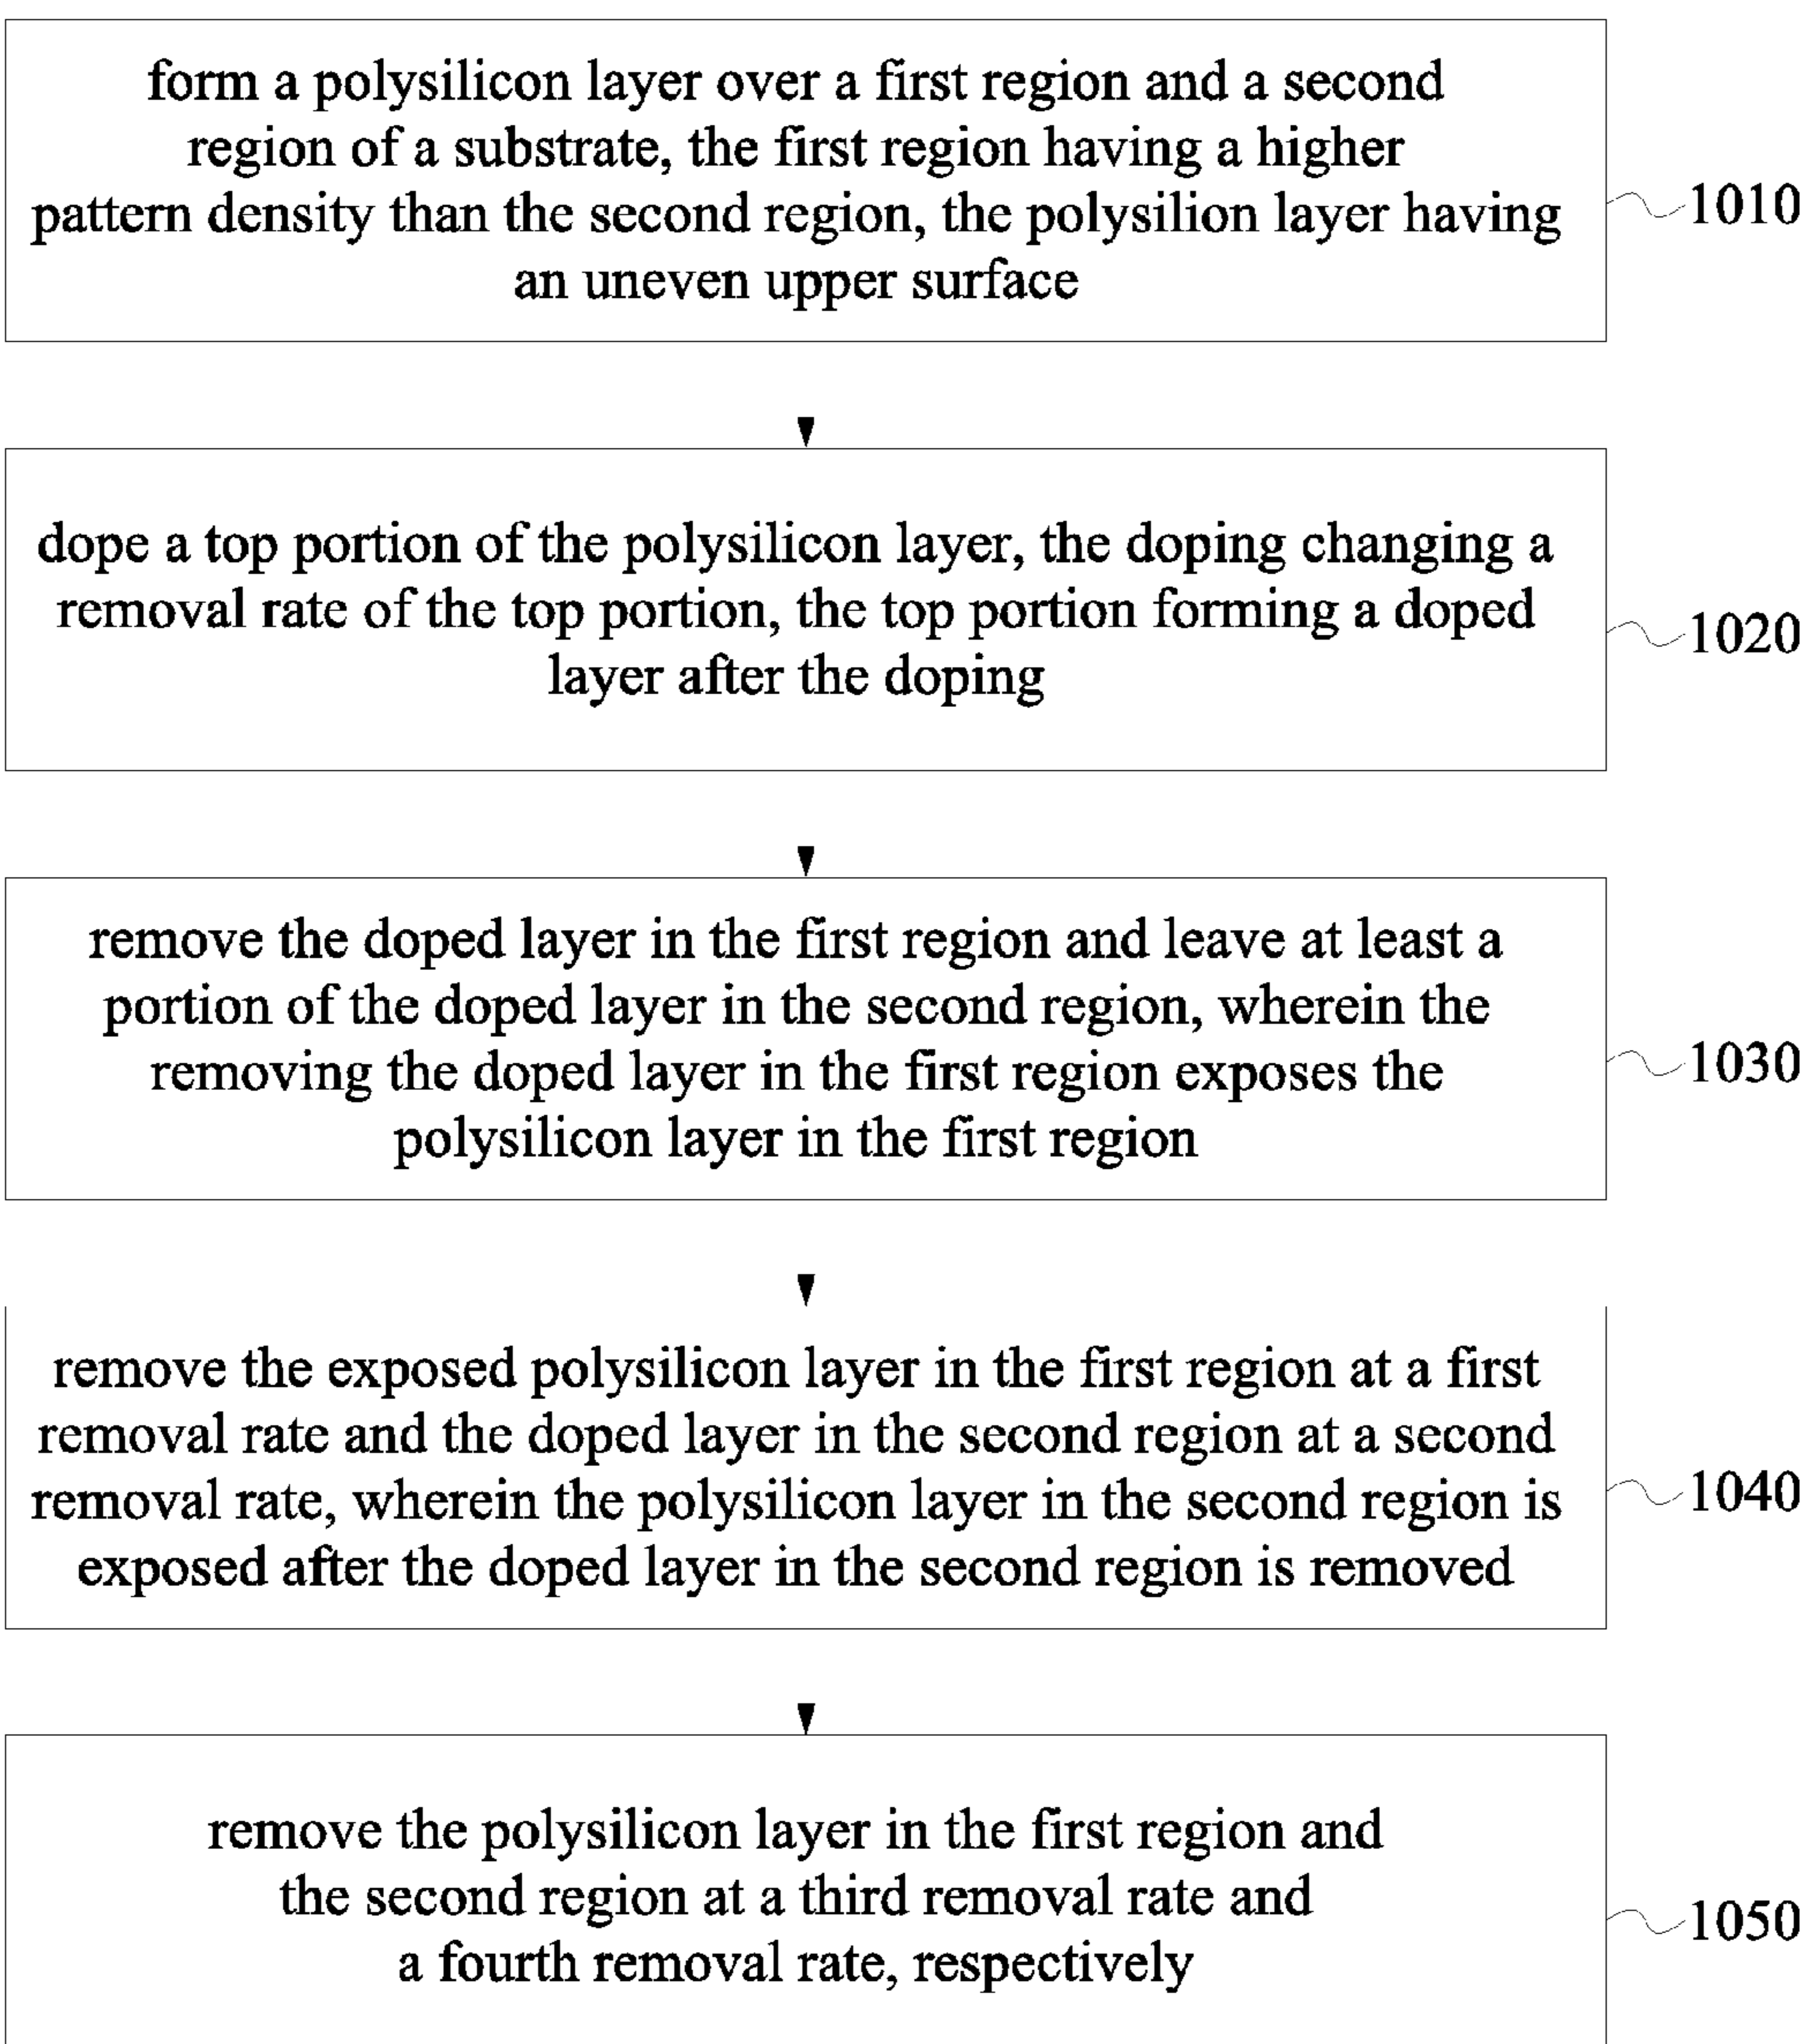 form a polysilicon layer over a first region and a second
region of a substrate, the first region having a higher
pattern density than the second region, the polysilion layer having
an uneven upper surface
1010
dope a top portion of the polysilicon layer, the doping changing a
removal rate of the top portion, the top portion forming a doped
layer after the doping
1020
remove the doped layer in the first region and leave at least a
portion of the doped layer in the second region, wherein the
removing the doped layer in the first region exposes the
polysilicon layer in the first region
1030
remove the exposed polysilicon layer in the first region at a first
removal rate and the doped layer in the second region at a second
removal rate, wherein the polysilicon layer in the second region is
exposed after the doped layer in the second region is removed
1040
remove the polysilicon layer in the first region and
the second region at a third removal rate and
a fourth removal rate, respectively
1050